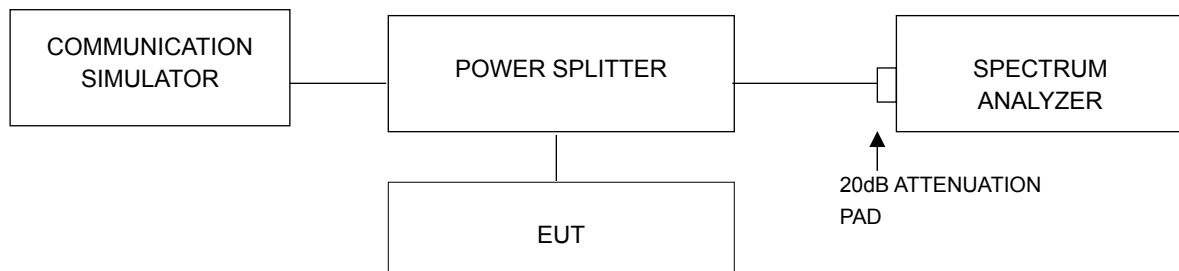 COMMUNICATION
SIMULATOR
POWER SPLITTER
SPECTRUM
ANALYZER
20dB ATTENUATION
PAD
EUT